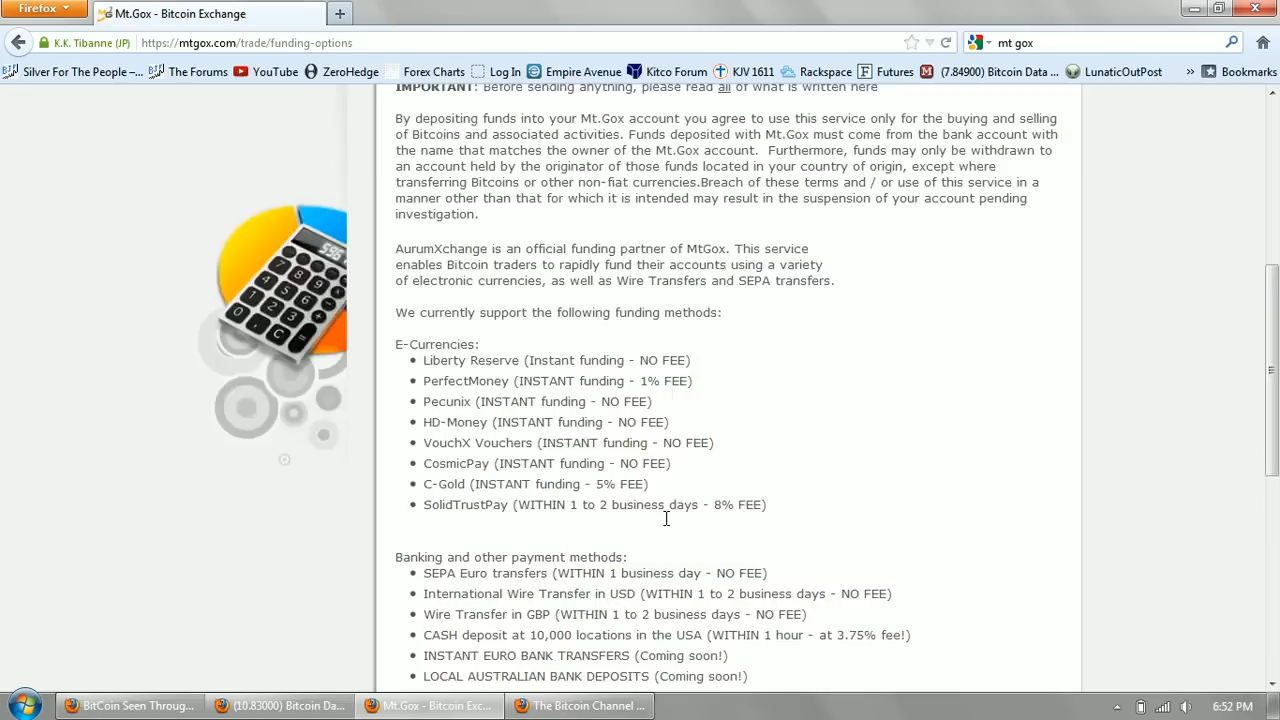 Firefox
Mt.Gox - Bitcoin Exchange
K.K. Tibanne (JP)
https://mtgox.com/trade/funding-options
mt gox
Silver For The People –...
The Forums
YouTube
ZeroHedge
Forex Charts
Log In
Empire Avenue
Kitco Forum
KJV 1611
Rackspace
Futures
(7.84900) Bitcoin Data ...
LunaticOutPost
»
Bookmarks
IMPORTANT: Before sending anything, please read all of what is written here
By depositing funds into your Mt.Gox account you agree to use this service only for the buying and selling
of Bitcoins and associated activities. Funds deposited with Mt.Gox must come from the bank account with
the name that matches the owner of the Mt.Gox account. Furthermore, funds may only be withdrawn to
an account held by the originator of those funds located in your country of origin, except where
transferring Bitcoins or other non-fiat currencies.Breach of these terms and / or use of this service in a
manner other than that for which it is intended may result in the suspension of your account pending
investigation.
AurumXchange is an official funding partner of MtGox. This service
enables Bitcoin traders to rapidly fund their accounts using a variety
of electronic currencies, as well as Wire Transfers and SEPA transfers.
We currently support the following funding methods:
E-Currencies:
• Liberty Reserve (Instant funding - NO FEE)
• PerfectMoney (INSTANT funding - 1% FEE)
• Pecunix (INSTANT funding - NO FEE)
• HD-Money (INSTANT funding - NO FEE)
• VouchX Vouchers (INSTANT funding - NO FEE)
• CosmicPay (INSTANT funding - NO FEE)
• C-Gold (INSTANT funding - 5% FEE)
• SolidTrustPay (WITHIN 1 to 2 business days - 8% FEE)
Banking and other payment methods:
• SEPA Euro transfers (WITHIN 1 business day - NO FEE)
• International Wire Transfer in USD (WITHIN 1 to 2 business days - NO FEE)
• Wire Transfer in GBP (WITHIN 1 to 2 business days - NO FEE)
• CASH deposit at 10,000 locations in the USA (WITHIN 1 hour - at 3.75% fee!)
• INSTANT EURO BANK TRANSFERS (Coming soon!)
• LOCAL AUSTRALIAN BANK DEPOSITS (Coming soon!)
BitCoin Seen Throug...
(10.83000) Bitcoin Da...
Mt.Gox - Bitcoin Exc...
The Bitcoin Channel ...
6:52 PM